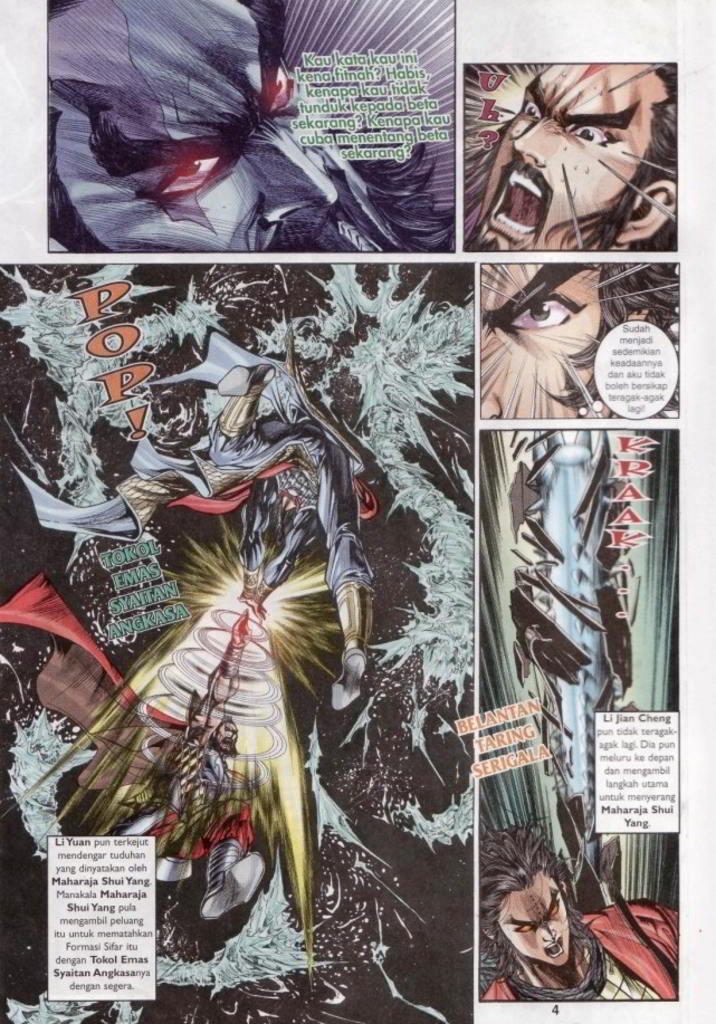 Kau kata kau ini
kena fitnah? Habis,
kenapa kau tidak
tunduk kepada beta
sekarang? Kenapa kau
cuba menentang beta
sekarang?
UH?
POP!
Sudah
menjadi
sedemikian
keadaannya
dan aku tidak
boleh bersikap
teragak-agak
lagi!
KRAAK...
TOKOL
EMAS
SYAITAN
ANGKASA
BELANTAN
TARING
SERIGALA
Li Jian Cheng
pun tidak teragak-
agak lagi. Dia pun
meluru ke depan
dan mengambil
langkah utama
untuk menyerang
Maharaja Shui
Yang.
Li Yuan pun terkejut
mendengar tuduhan
yang dinyatakan oleh
Maharaja Shui Yang.
Manakala Maharaja
Shui Yang pula
mengambil peluang
itu untuk mematahkan
Formasi Sifar itu
dengan Tokol Emas
Syaitan Angkasanya
dengan segera.
4